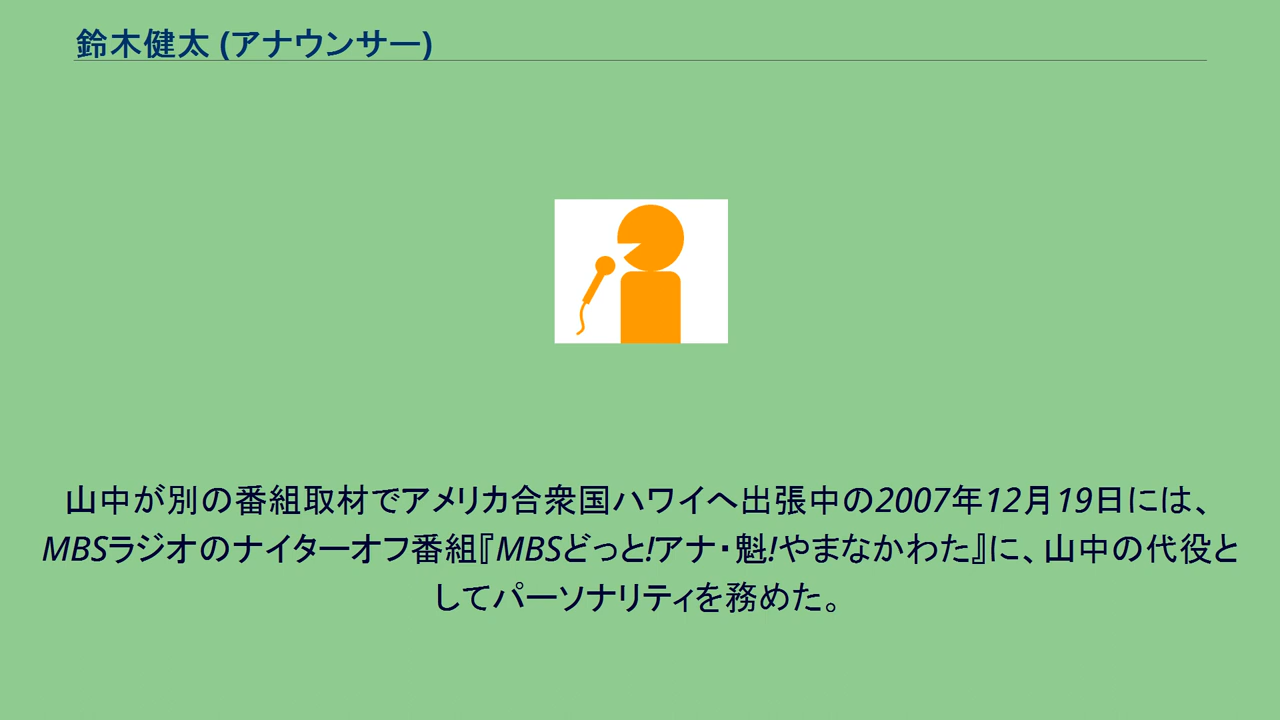 鈴木健太 (アナウンサー)
山中が別の番組取材でアメリカ合衆国ハワイへ出張中の2007年12月19日には、
MBSラジオのナイターオフ番組『MBSどっと!アナ・魁!やまなかわた』に、山中の代役と
してパーソナリティを務めた。